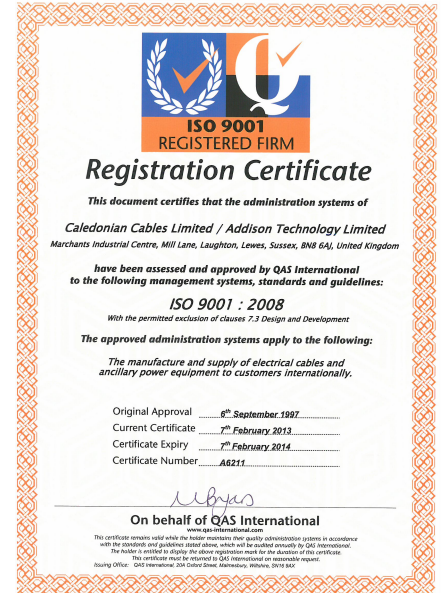 Q
ISO 9001
REGISTERED FIRM
Registration Certificate
This document certifies that the administration systems of
Caledonian Cables Limited / Addison Technology Limited
Marchants Industrial Centre, Mill Lane, Laughton, Lewes, Sussex, BN8 6AJ, United Kingdom
have been assessed and approved by QAS International
to the following management systems, standards and guidelines:
ISO 9001 : 2008
With the permitted exclusion of clauses 7.3 Design and Development
The approved administration systems apply to the following:
The manufacture and supply of electrical cables and
ancillary power equipment to customers internationally.
Original Approval 6th September 1997
Current Certificate 7th February 2013
Certificate Expiry 7th February 2014
Certificate Number A6211
On behalf of QAS International
www.qas-international.com
This certificate remains valid while the holder maintains their quality administration systems in accordance
with the standards and guidelines stated above, which will be audited annually by QAS International.
The holder is entitled to display the above registration mark for the duration of this certificate.
This certificate must be returned to QAS International on reasonable request.
Issuing Office: QAS International, 20A Oxford Street, Malmesbury, Wiltshire, SN16 9AX